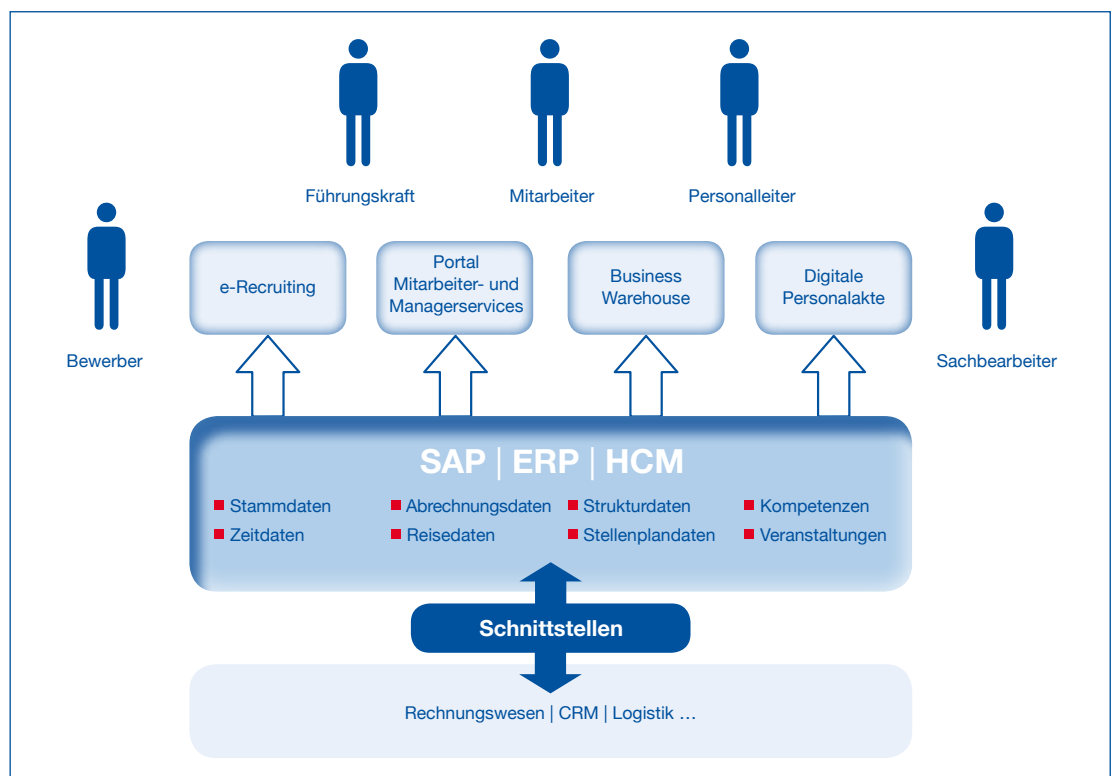 Führungskraft
Mitarbeiter
Personalleiter
Bewerber
Sachbearbeiter
e-Recruiting
Portal
Mitarbeiter- und
Managerservices
Business
Warehouse
Digitale
Personalakte
SAP | ERP | HCM
Stammdaten
Abrechnungsdaten
Strukturdaten
Kompetenzen
Zeitdaten
Reisedaten
Stellenplandaten
Veranstaltungen
Schnittstellen
Rechnungswesen | CRM | Logistik …